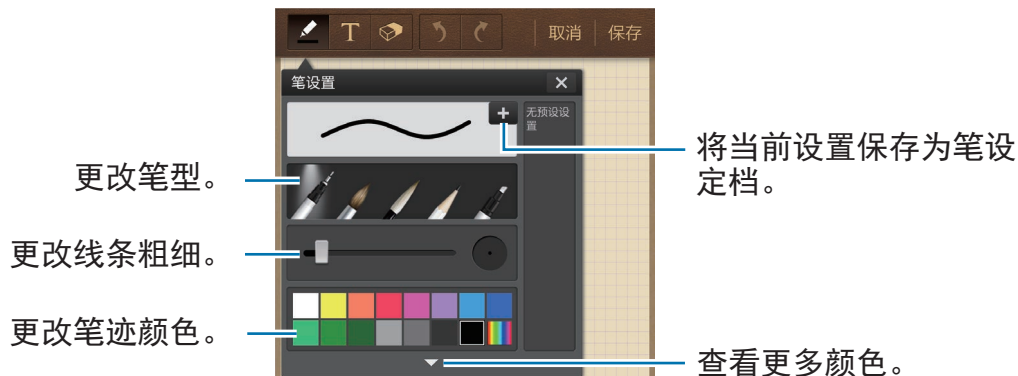 T
取消
保存
笔设置
无预设设
置
将当前设置保存为笔设
定档。
更改笔型。
更改线条粗细。
更改笔迹颜色。
查看更多颜色。